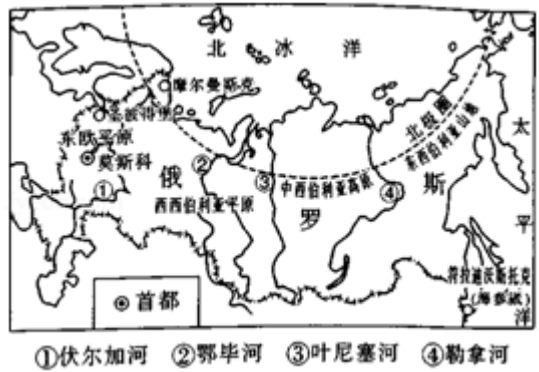 北冰洋
摩尔曼斯克
圣彼得堡
东欧平原
莫斯科
①
俄
②
西西伯利亚平原
③
中西伯利亚高原
罗
④
斯
北极圈
东西伯利亚山地
太平洋
符拉迪沃斯托克
(海参崴)
首都
①伏尔加河 ②鄂毕河 ③叶尼塞河 ④勒拿河